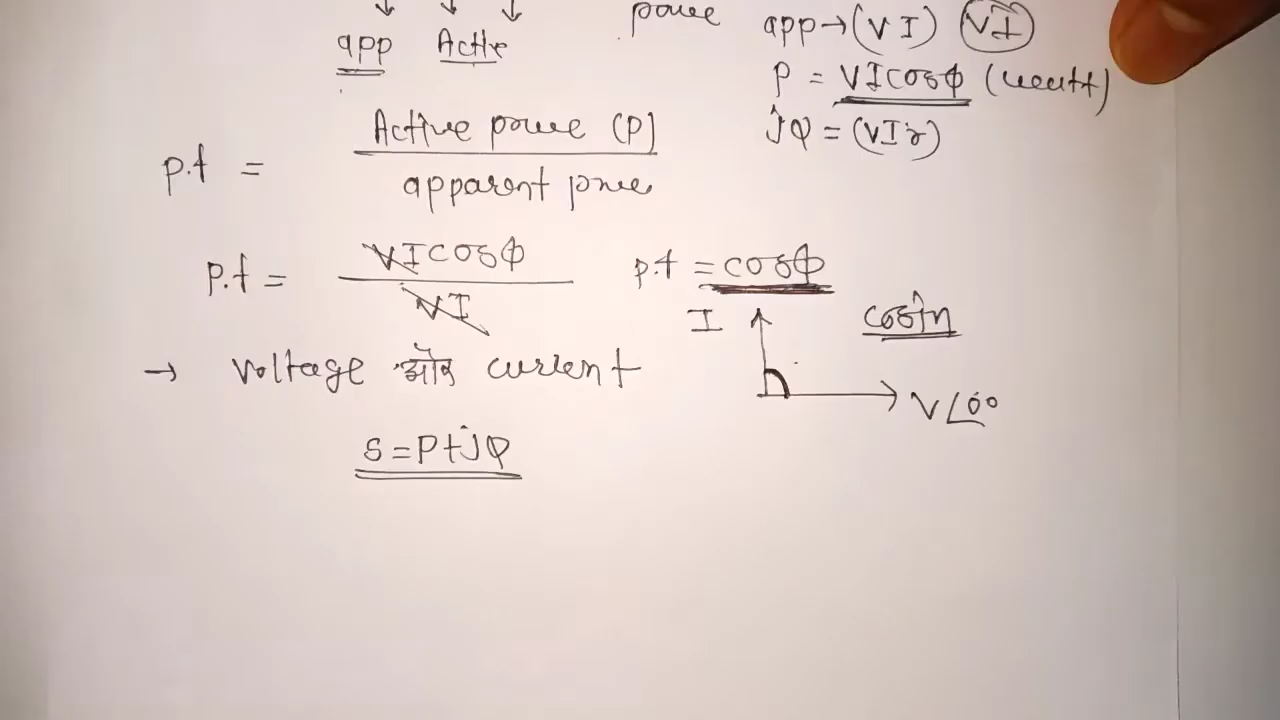 powe app→(VI) (VI)
app Active
P = VICosϕ (watt)
jQ = (VIr)
p.f = Active powe (P) / apparent powe
p.f = VICOSϕ / VI
p.f = cosϕ
I
cosin
→ voltage और current
V∠0°
S=P+jQ